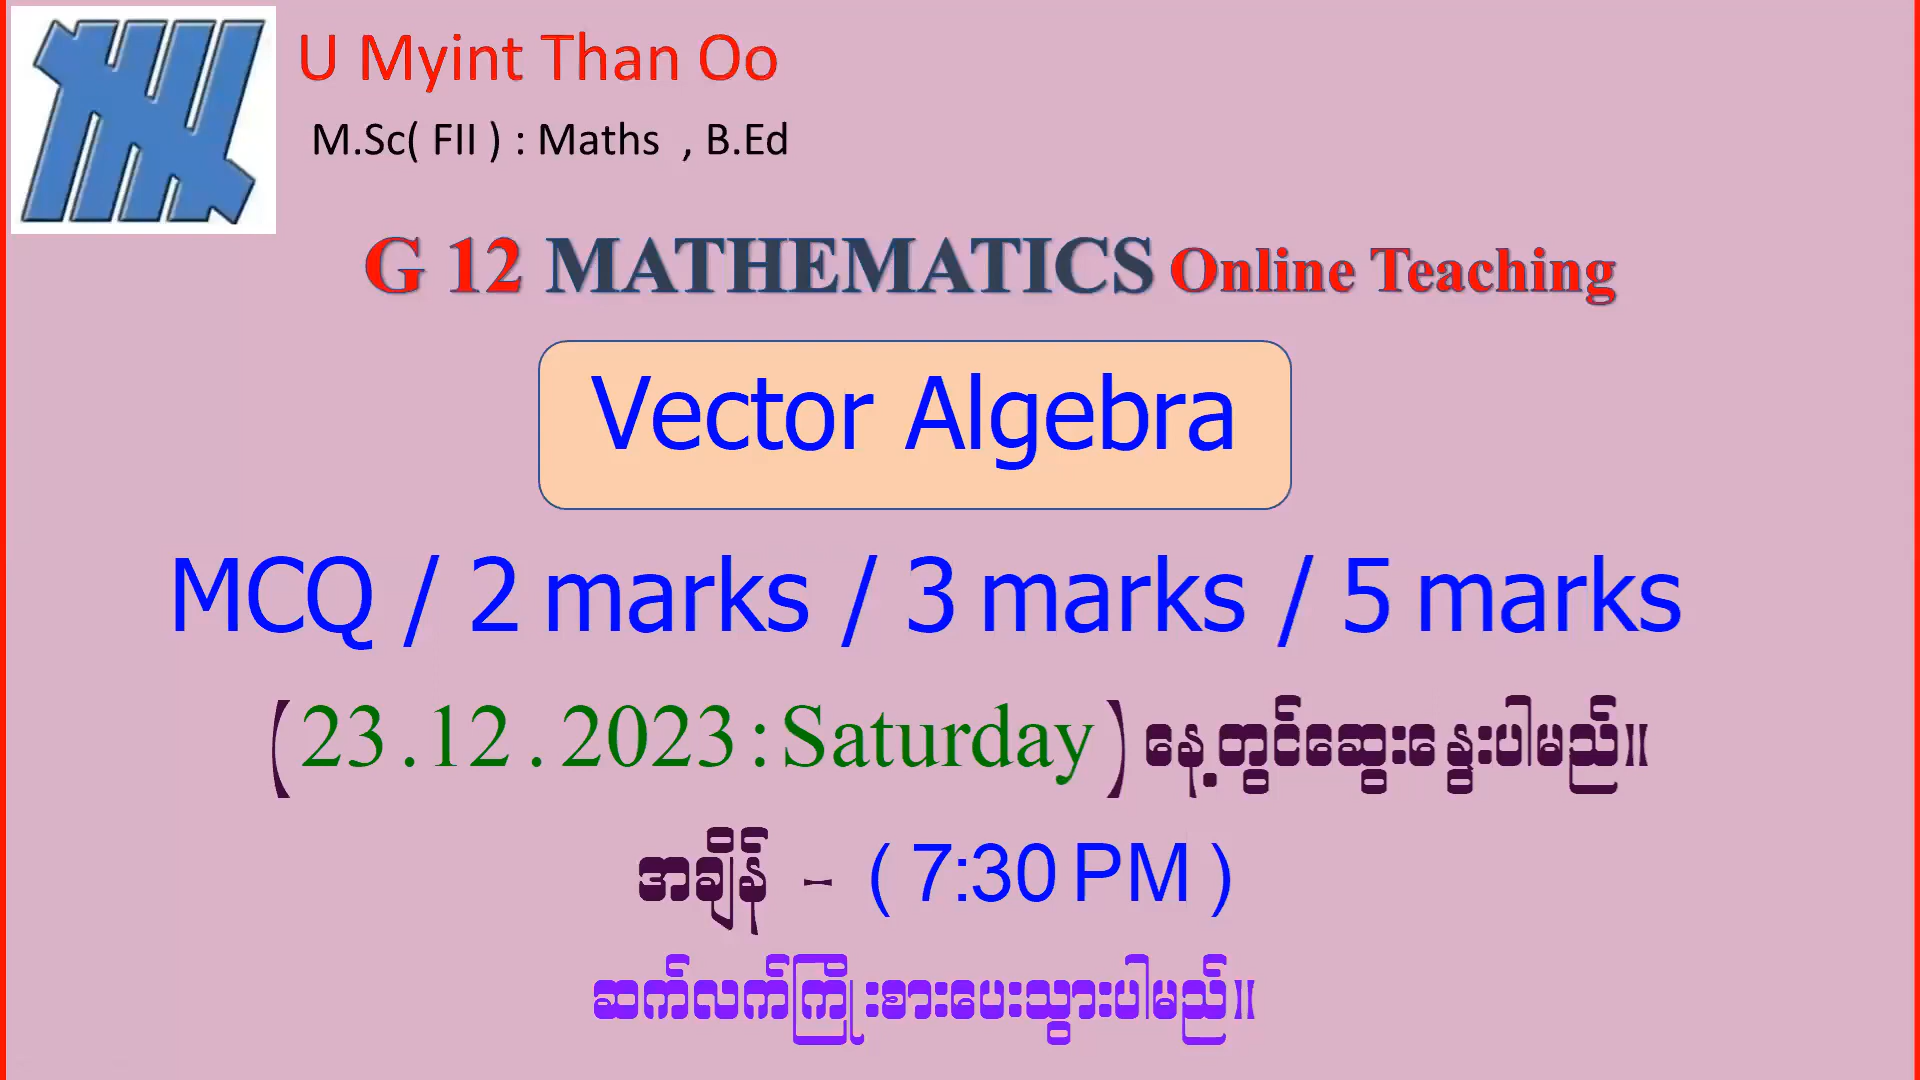 U Myint Than Oo
M.Sc( FII ) : Maths , B.Ed
G 12 MATHEMATICS Online Teaching
Vector Algebra
MCQ / 2 marks / 3 marks / 5 marks
(23.12.2023:Saturday)နေ့တွင်ဆွေးနွေးပါမည်။
အချိန် - ( 7:30 PM )
ဆက်လက်ကြိုးစားပေးသွားပါမည်။